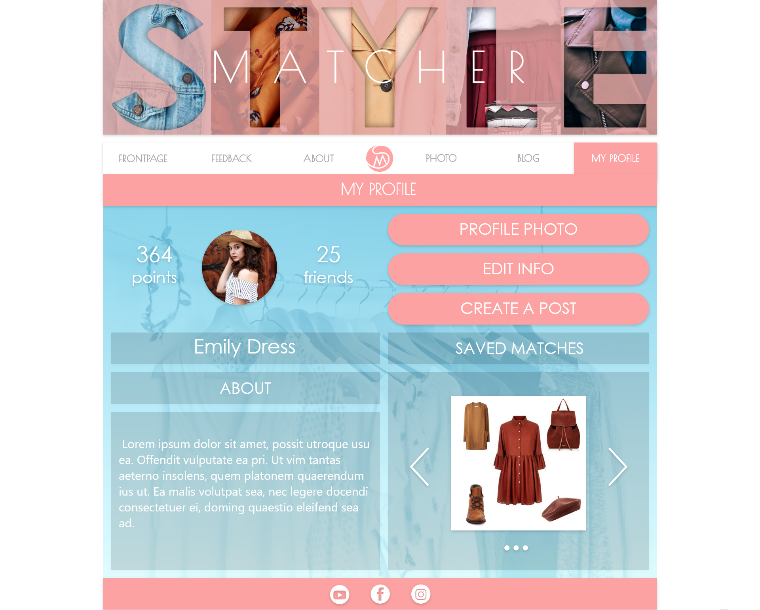 STYLE
MATCHER
FRONTPAGE
FEEDBACK
ABOUT
PHOTO
BLOG
MY PROFILE
MY PROFILE
364
points
25
friends
PROFILE PHOTO
EDIT INFO
CREATE A POST
Emily Dress
SAVED MATCHES
ABOUT
Lorem ipsum dolor sit amet, possit utroque usu
ea. Offendit vulputate ea pri. Ut vim tantas
aeterno insolens, quem platonem quaerendum
ius ut. Ea malis volutpat sea, nec legere docendi
consectetuer ei, doming quaestio eleifend sea
ad.